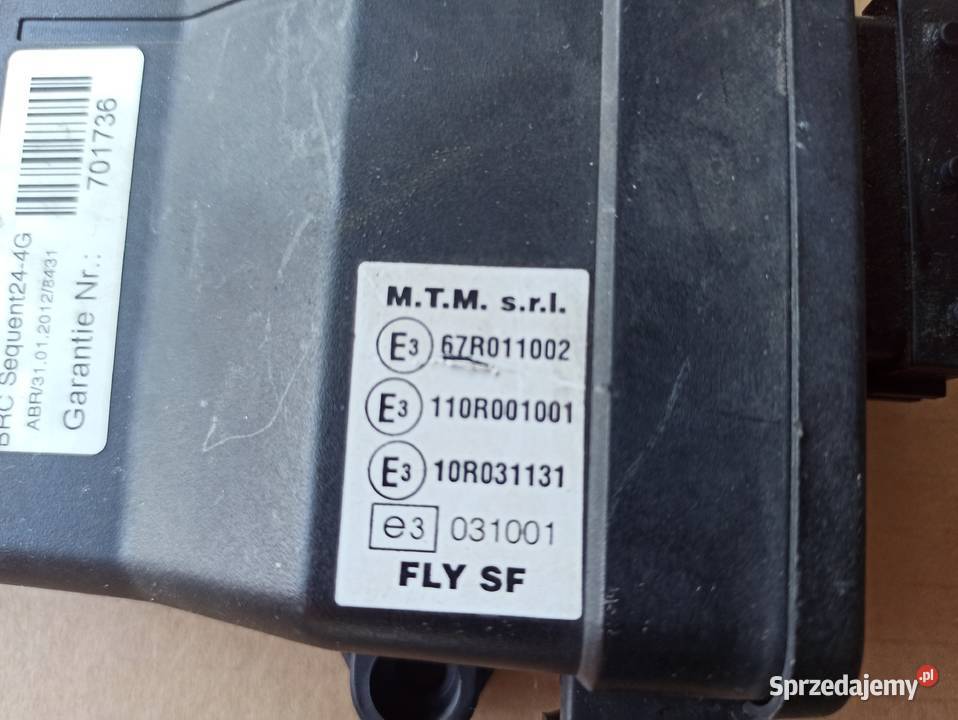 BRC Sequent24-4G
ABR/31.01.2012/8431
Garantie Nr.:
701736
M.T.M. s.r.l.
E3 67R011002
E3 110R001001
E3 10R031131
e3 031001
FLY SF
Sprzedajemy.pl